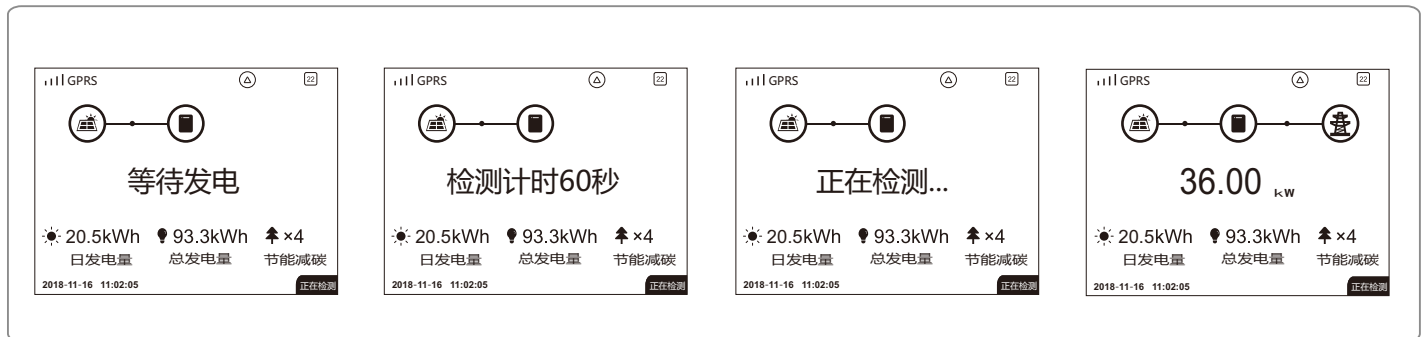 GPRS 22
等待发电
20.5kWh 93.3kWh ×4
日发电量 总发电量 节能减碳
2018-11-16 11:02:05 正在检测
GPRS 22
检测计时60秒
20.5kWh 93.3kWh ×4
日发电量 总发电量 节能减碳
2018-11-16 11:02:05 正在检测
GPRS 22
正在检测...
20.5kWh 93.3kWh ×4
日发电量 总发电量 节能减碳
2018-11-16 11:02:05 正在检测
GPRS 22
36.00 kW
20.5kWh 93.3kWh ×4
日发电量 总发电量 节能减碳
2018-11-16 11:02:05 正在检测